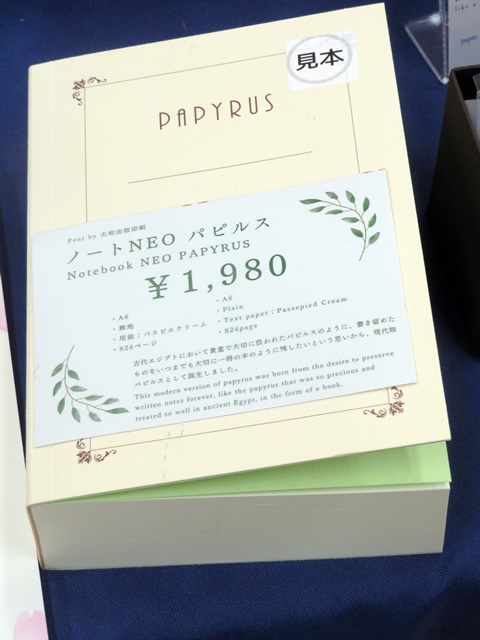 見本
PAPYRUS
Pent by 大和出版印刷
ノートNEO パピルス
Notebook NEO PAPYRUS
￥1,980
・A6
・無地
・用紙：パスピエクリーム
・824ページ
・A6
・Plain
・Text paper : Passepied Cream
・824page
古代エジプトにおいて貴重で大切に扱われたパピルスのように、書き留めた
ものをいつまでも大切に一冊の本のように残したいという思いから、現代版
パピルスとして誕生しました。
This modern version of papyrus was born from the desire to preserve
written notes forever, like the papyrus that was so precious and
treated so well in ancient Egypt, in the form of a book.
like a
paper